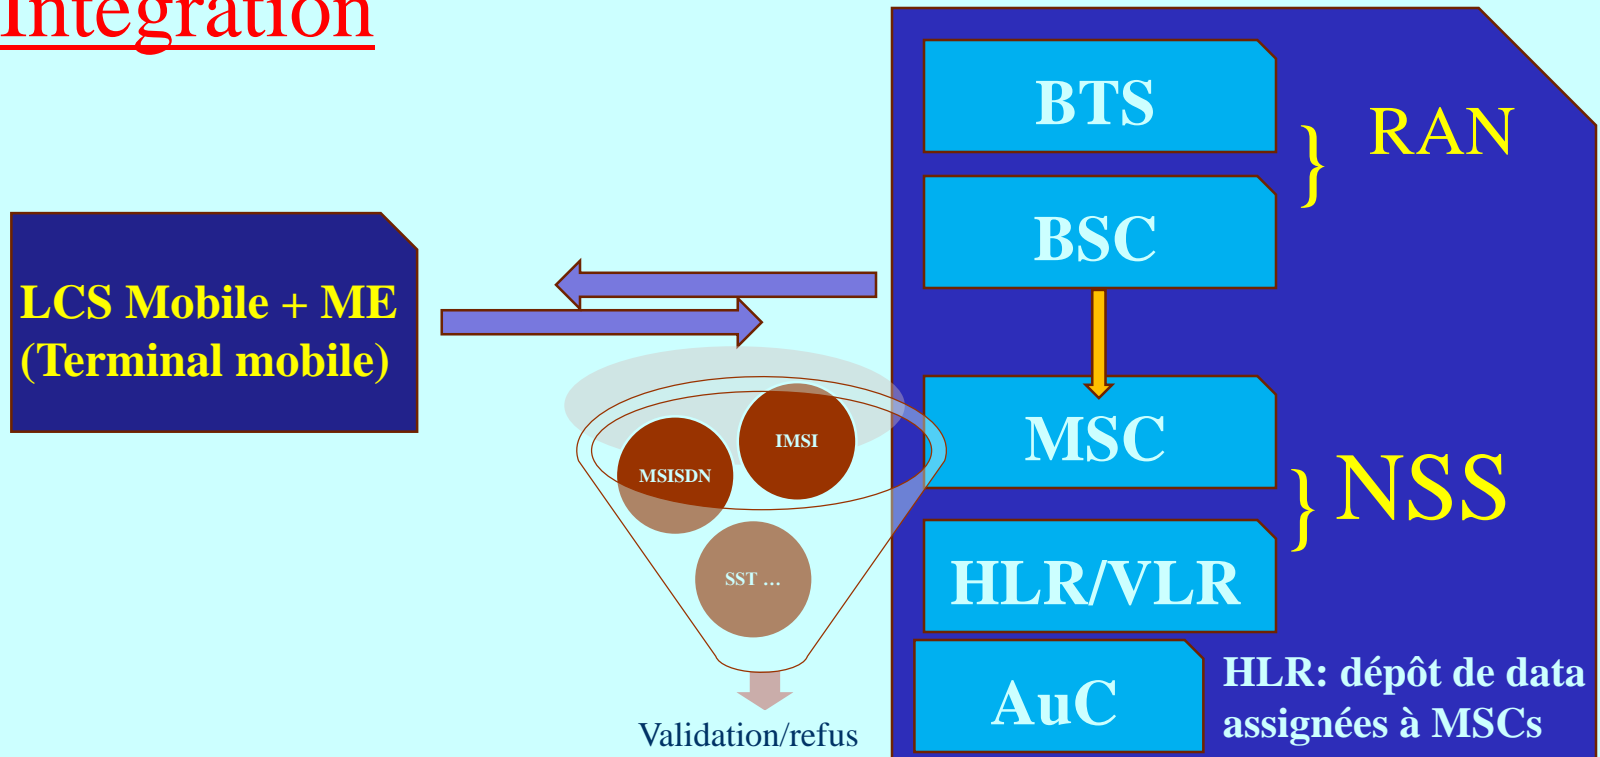 Intégration
BTS
} RAN
BSC
LCS Mobile + ME
(Terminal mobile)
MSC
IMSI
MSISDN
} NSS
HLR/VLR
SST …
AuC
HLR: dépôt de data
assignées à MSCs
Validation/refus